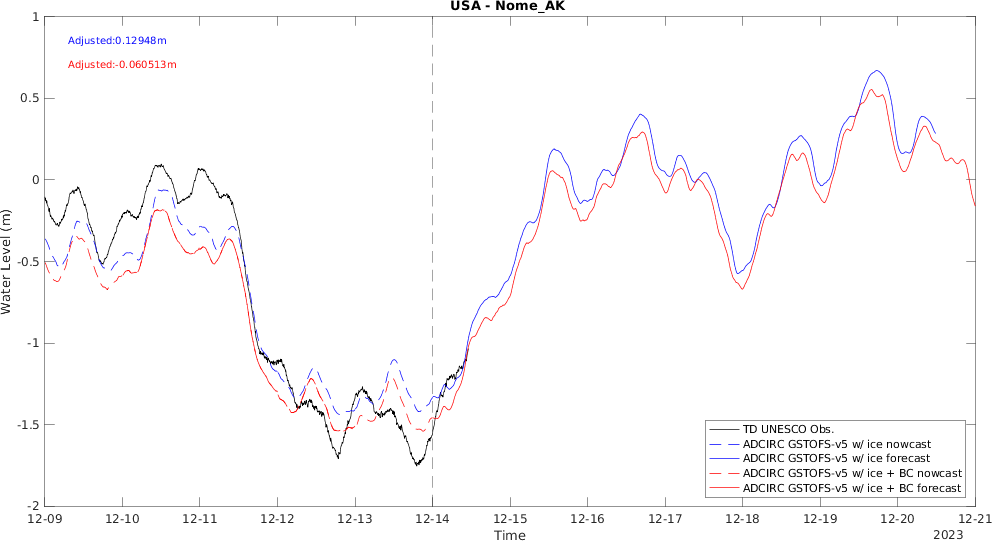 USA - Nome_AK
Adjusted:0.12948m
Adjusted:-0.060513m
Water Level (m)
1
0.5
0
-0.5
-1
-1.5
-2
TD UNESCO Obs.
ADCIRC GSTOFS-v5 w/ ice nowcast
ADCIRC GSTOFS-v5 w/ ice forecast
ADCIRC GSTOFS-v5 w/ ice + BC nowcast
ADCIRC GSTOFS-v5 w/ ice + BC forecast
12-09 12-10 12-11 12-12 12-13 12-14 12-15 12-16 12-17 12-18 12-19 12-20 12-21
Time
2023